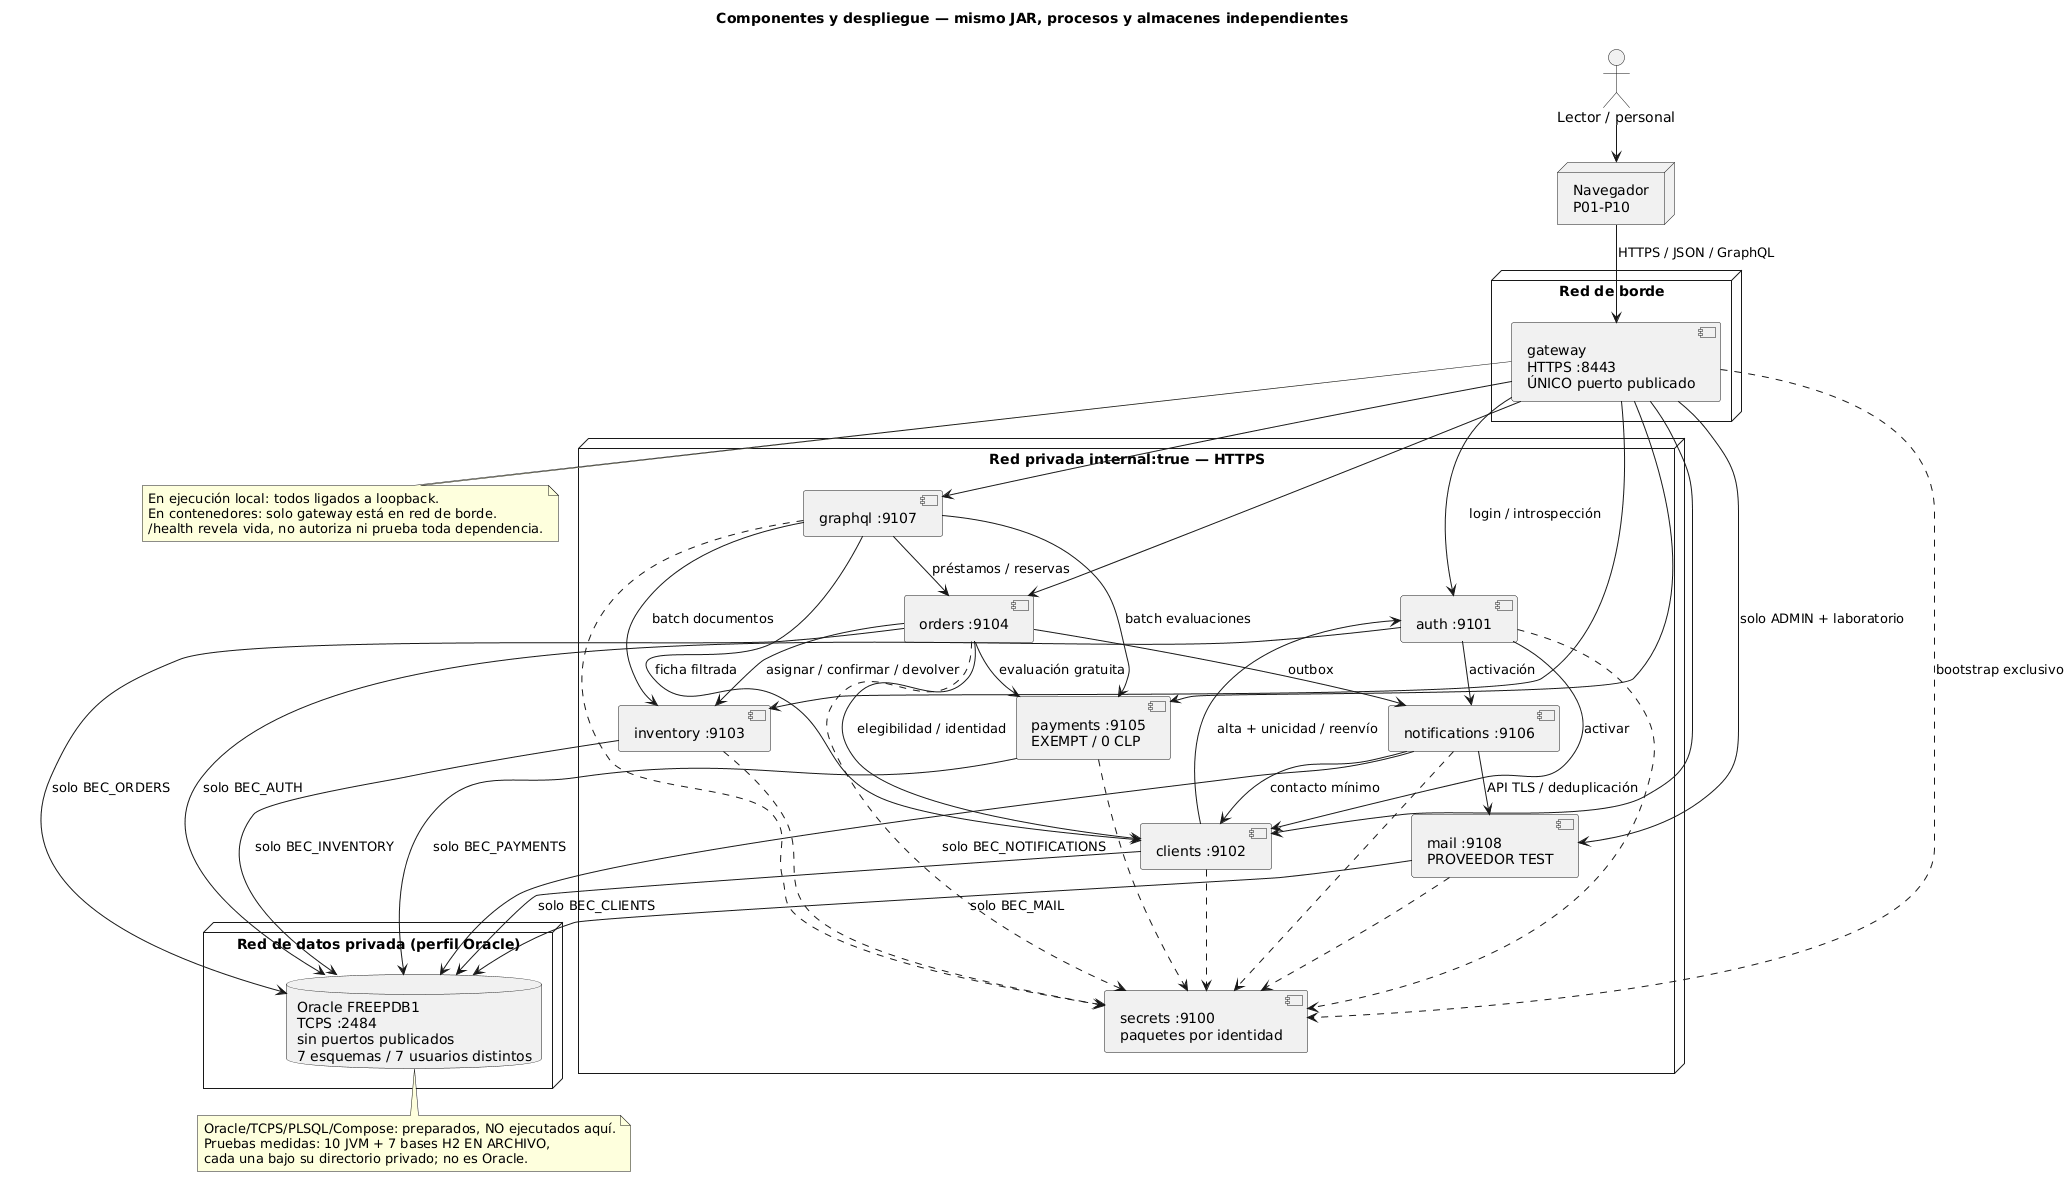 Componentes y despliegue — mismo JAR, procesos y almacenes independientes
Lector / personal
Navegador
P01-P10
HTTPS / JSON / GraphQL
Red de borde
gateway
HTTPS :8443
ÚNICO puerto publicado
Red privada internal:true — HTTPS
En ejecución local: todos ligados a loopback.
En contenedores: solo gateway está en red de borde.
/health revela vida, no autoriza ni prueba toda dependencia.
graphql :9107
login / introspección
préstamos / reservas
batch documentos
orders :9104
batch evaluaciones
auth :9101
solo ADMIN + laboratorio
ficha filtrada
asignar / confirmar / devolver
evaluación gratuita
outbox
activación
bootstrap exclusivo
inventory :9103
elegibilidad / identidad
payments :9105
EXEMPT / 0 CLP
alta + unicidad / reenvío
notifications :9106
activar
solo BEC_ORDERS
solo BEC_AUTH
contacto mínimo
API TLS / deduplicación
solo BEC_INVENTORY
solo BEC_PAYMENTS
solo BEC_NOTIFICATIONS
clients :9102
mail :9108
PROVEEDOR TEST
solo BEC_CLIENTS
solo BEC_MAIL
Red de datos privada (perfil Oracle)
Oracle FREEPDB1
TCPS :2484
sin puertos publicados
7 esquemas / 7 usuarios distintos
secrets :9100
paquetes por identidad
Oracle/TCPS/PLSQL/Compose: preparados, NO ejecutados aquí.
Pruebas medidas: 10 JVM + 7 bases H2 EN ARCHIVO,
cada una bajo su directorio privado; no es Oracle.